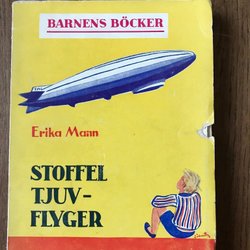 BARNENS BÖCKER
Erika Mann
STOFFEL
TJUV-
FLYGER